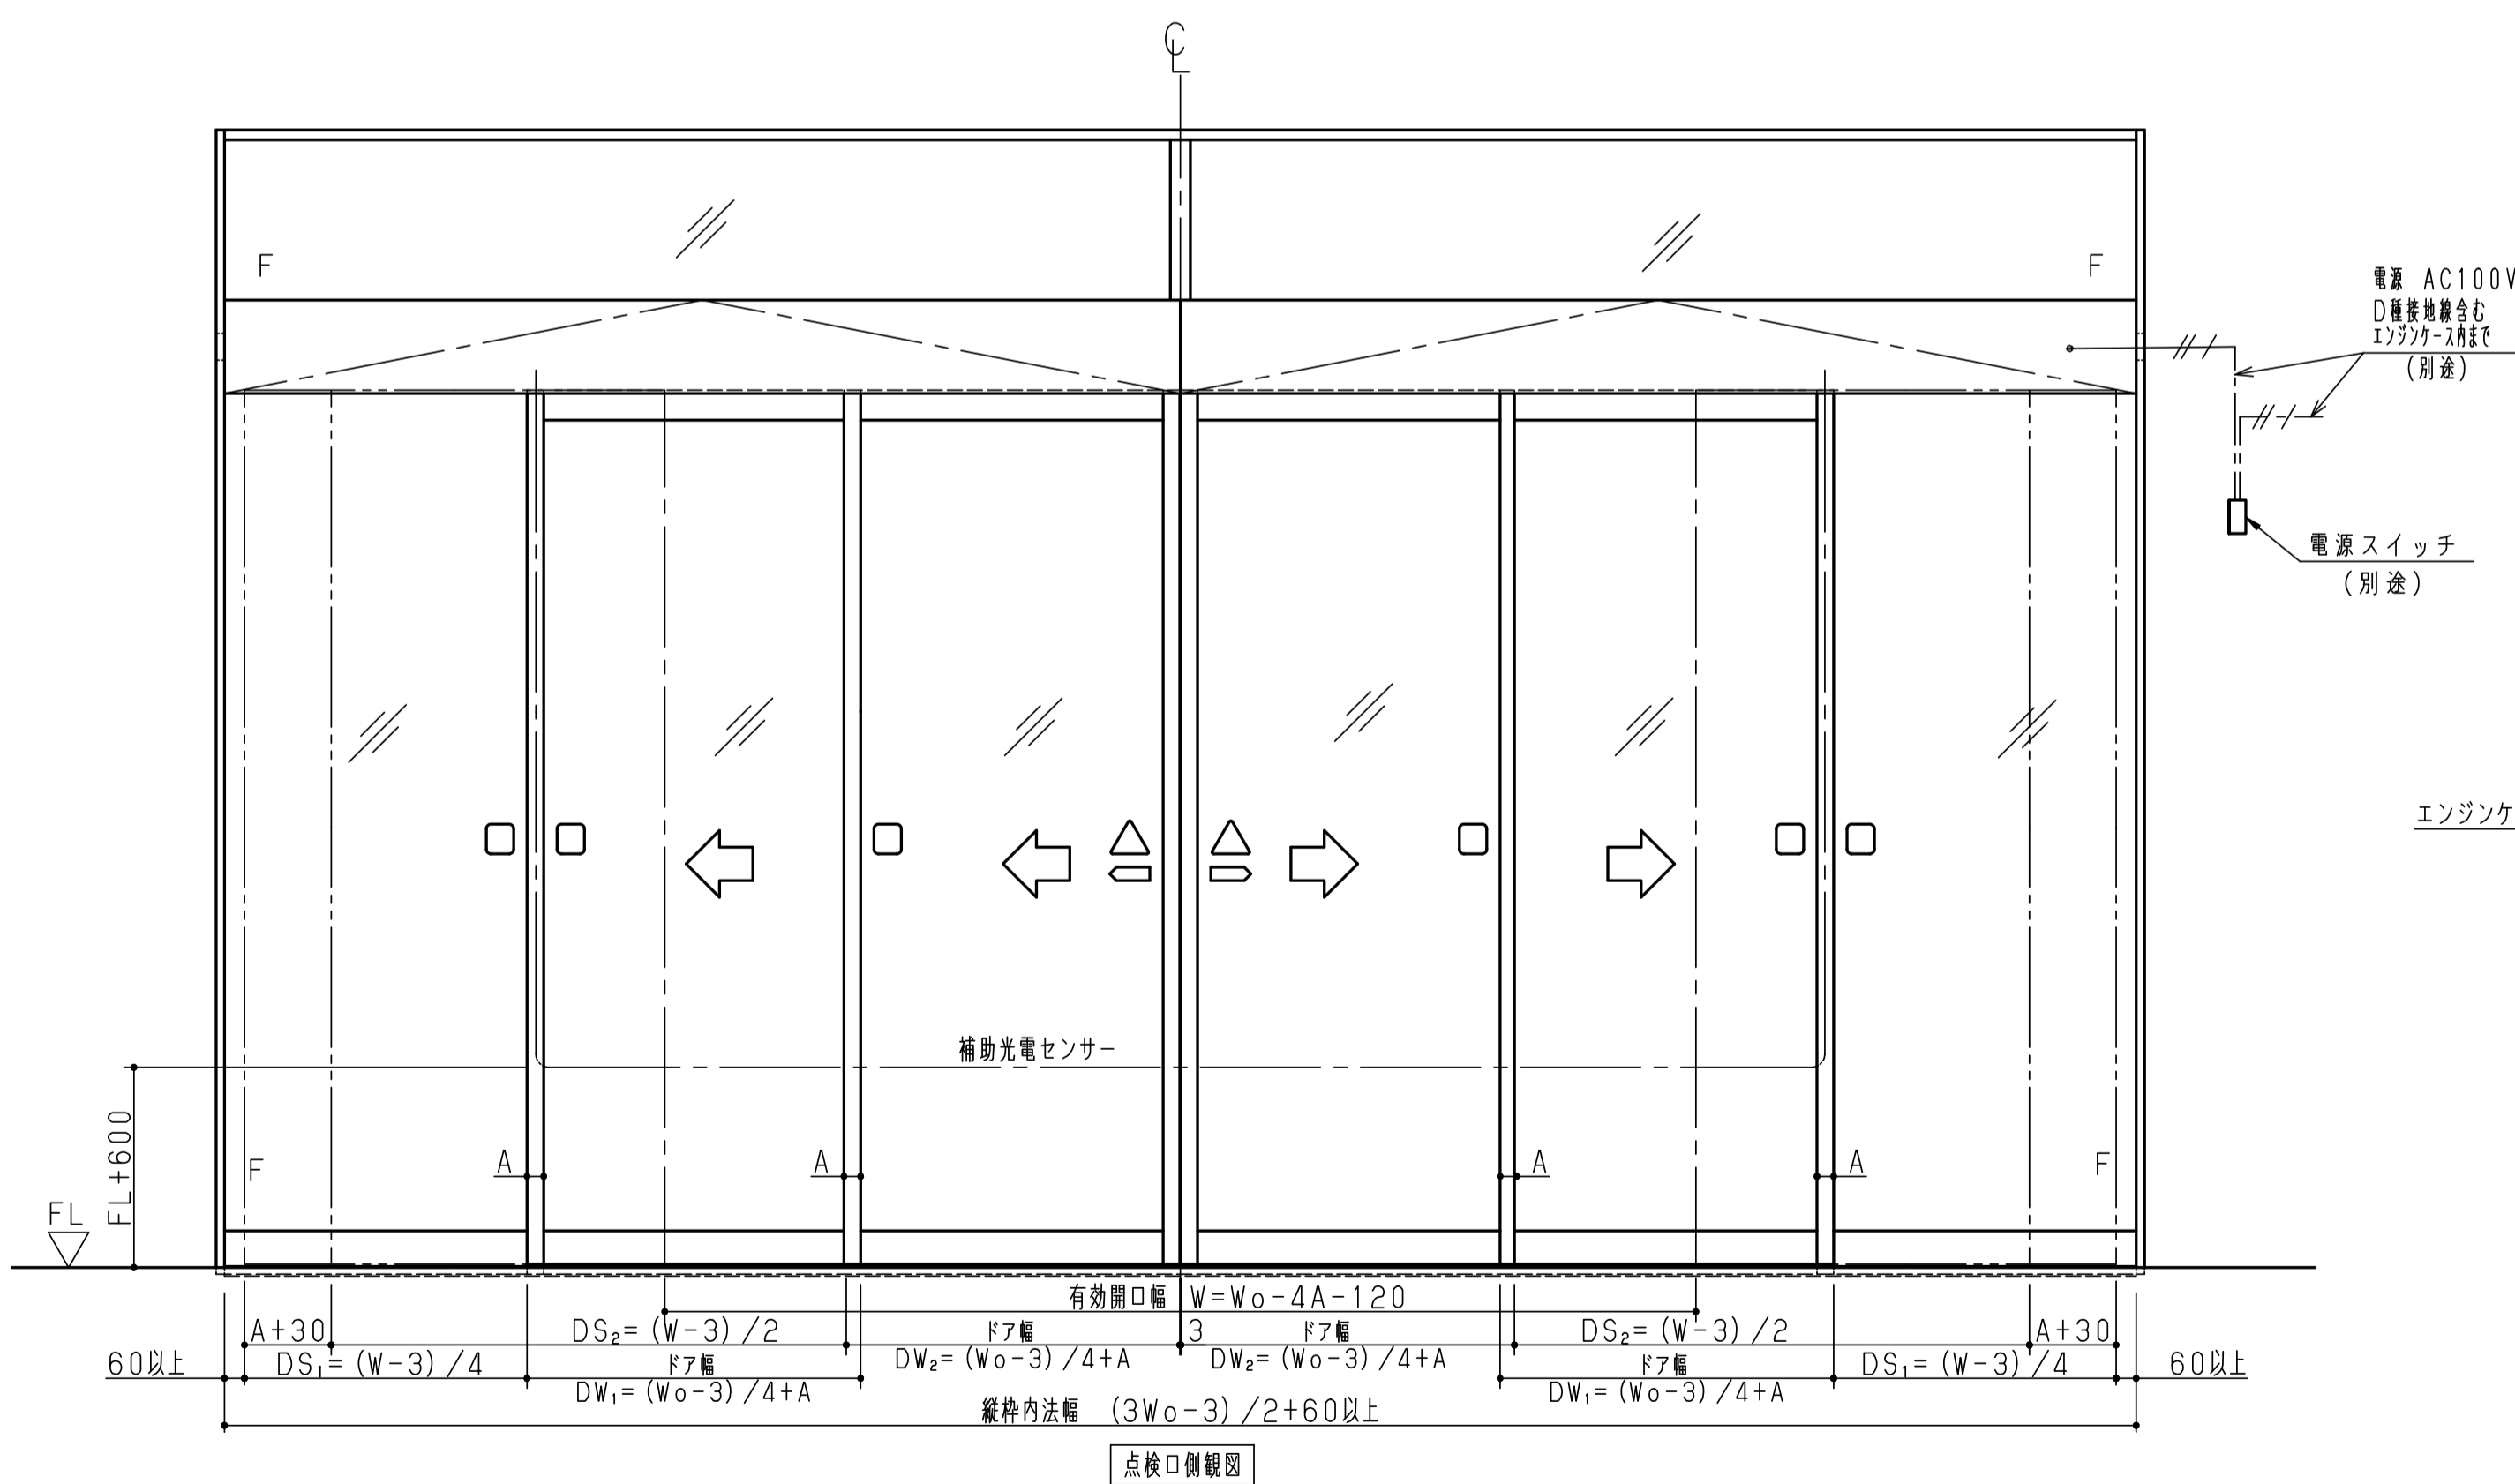 CL
F
F
電源 AC100V
D種接地線含む
エンジンケース内まで
(別途)
電源スイッチ
(別途)
エンジンケ
補助光電センサー
FL+600
FL
F
A
A
A
A
F
有効開口幅 W=Wo-4A-120
A+30
DS₂=(W-3)/2
ドア幅
DW₂=(Wo-3)/4+A
3
ドア幅
DW₂=(Wo-3)/4+A
DS₂=(W-3)/2
A+30
60以上
DS₁=(W-3)/4
ドア幅
DW₁=(Wo-3)/4+A
ドア幅
DW₁=(Wo-3)/4+A
DS₁=(W-3)/4
60以上
縦枠内法幅 (3Wo-3)/2+60以上
点検口側観図